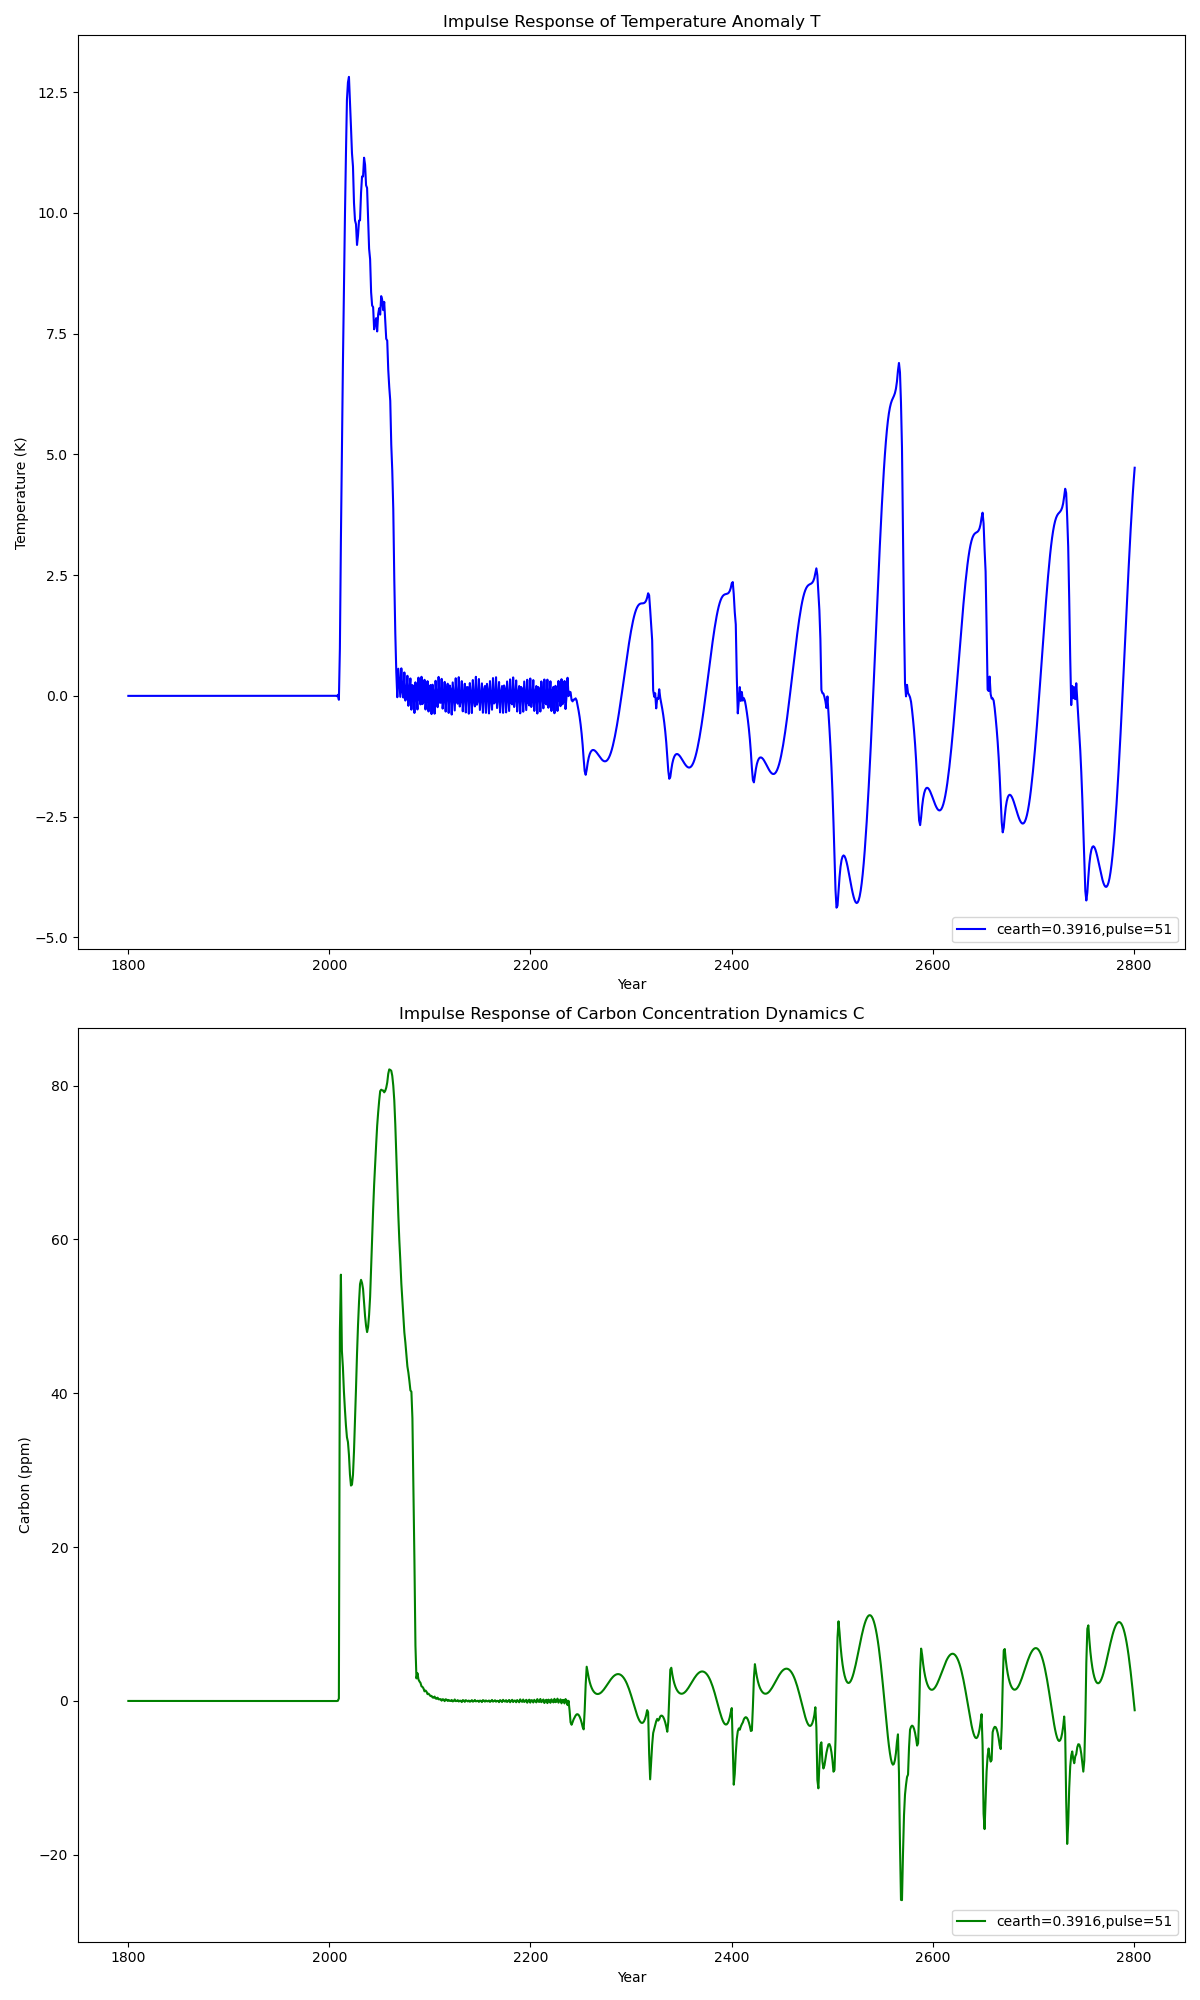 Impulse Response of Temperature Anomaly T
12.5
10.0
7.5
5.0
2.5
0.0
−2.5
−5.0
Temperature (K)
cearth=0.3916,pulse=51
1800 2000 2200 2400 2600 2800
Year
Impulse Response of Carbon Concentration Dynamics C
80
60
40
20
0
−20
Carbon (ppm)
cearth=0.3916,pulse=51
1800 2000 2200 2400 2600 2800
Year